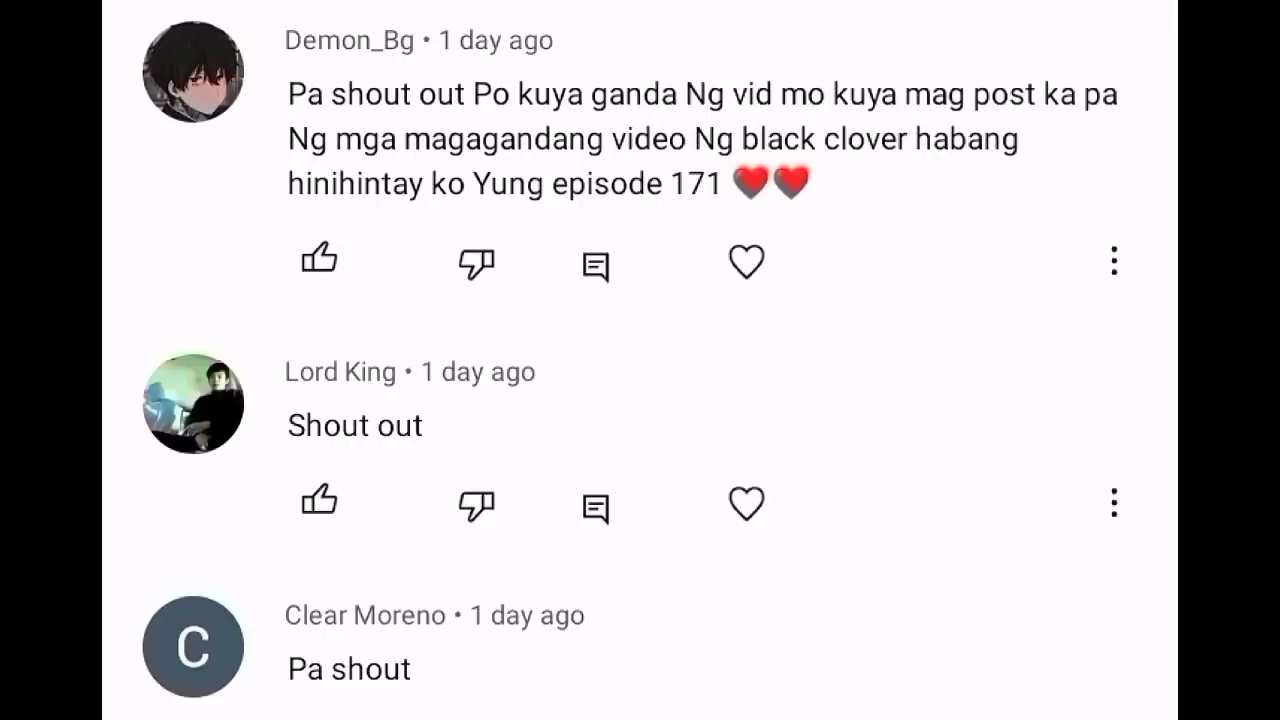 Demon_Bg • 1 day ago
Pa shout out Po kuya ganda Ng vid mo kuya mag post ka pa
Ng mga magagandang video Ng black clover habang
hinihintay ko Yung episode 171 ❤️❤️
Lord King • 1 day ago
Shout out
C
Clear Moreno • 1 day ago
Pa shout